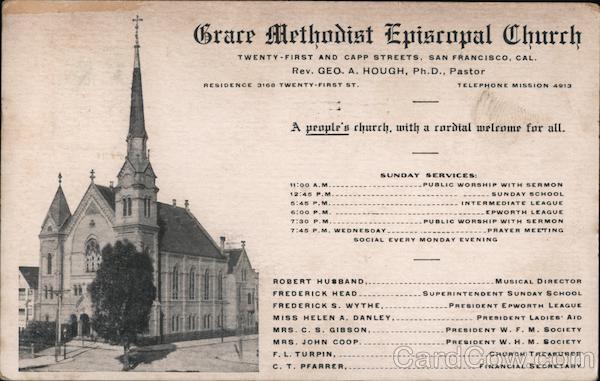 Grace Methodist Episcopal Church
TWENTY-FIRST AND CAPP STREETS, SAN FRANCISCO, CAL.
Rev. GEO. A. HOUGH, Ph.D., Pastor
RESIDENCE 3168 TWENTY-FIRST ST. TELEPHONE MISSION 4913
A people's church, with a cordial welcome for all.
SUNDAY SERVICES:
11:00 A.M. PUBLIC WORSHIP WITH SERMON
12:45 P.M. SUNDAY SCHOOL
5:45 P.M. INTERMEDIATE LEAGUE
6:00 P.M. EPWORTH LEAGUE
7:30 P.M. PUBLIC WORSHIP WITH SERMON
7:45 P.M. WEDNESDAY PRAYER MEETING
SOCIAL EVERY MONDAY EVENING
ROBERT HUSBAND, MUSICAL DIRECTOR
FREDERICK HEAD SUPERINTENDENT SUNDAY SCHOOL
FREDERICK S. WYTHE, PRESIDENT EPWORTH LEAGUE
MISS HELEN A. DANLEY, PRESIDENT LADIES' AID
MRS. C. S. GIBSON, PRESIDENT W. F. M. SOCIETY
MRS. JOHN COOP, PRESIDENT W. H. M. SOCIETY
F. L. TURPIN, CHURCH TREASURER
C. T. PFARRER, FINANCIAL SECRETARY
CardCow.com